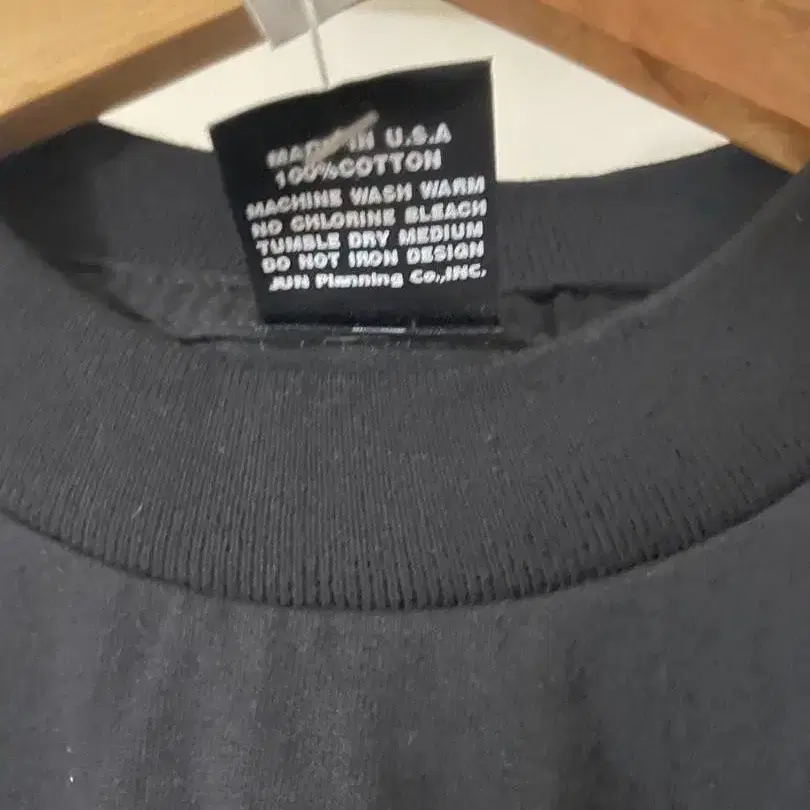 MADE IN U.S.A
100%COTTON
MACHINE WASH WARM
NO CHLORINE BLEACH
TUMBLE DRY MEDIUM
DO NOT IRON DESIGN
JUN Planning Co.,INC.